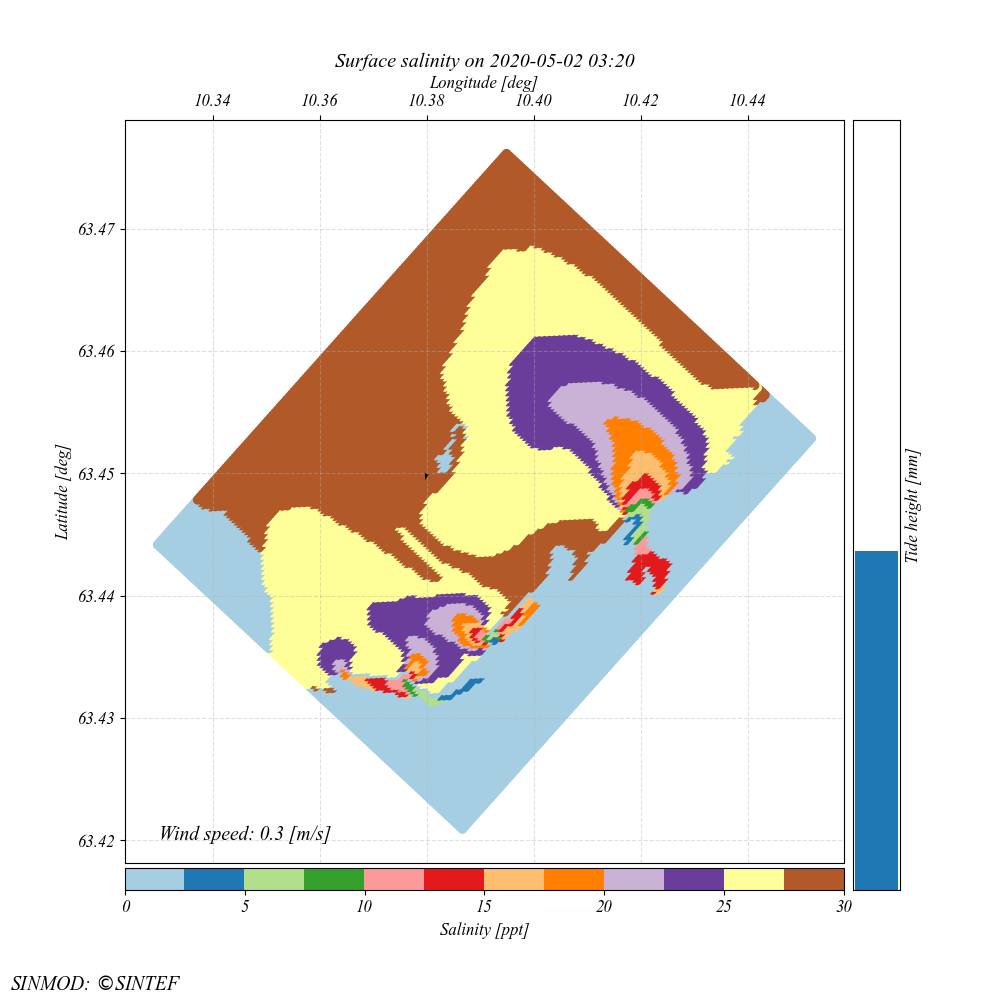 Surface salinity on 2020-05-02 03:20
Longitude [deg]
10.34 10.36 10.38 10.40 10.42 10.44
63.47
63.46
63.45
63.44
63.43
63.42
Latitude [deg]
Tide height [mm]
Wind speed: 0.3 [m/s]
0 5 10 15 20 25 30
Salinity [ppt]
SINMOD: ©SINTEF